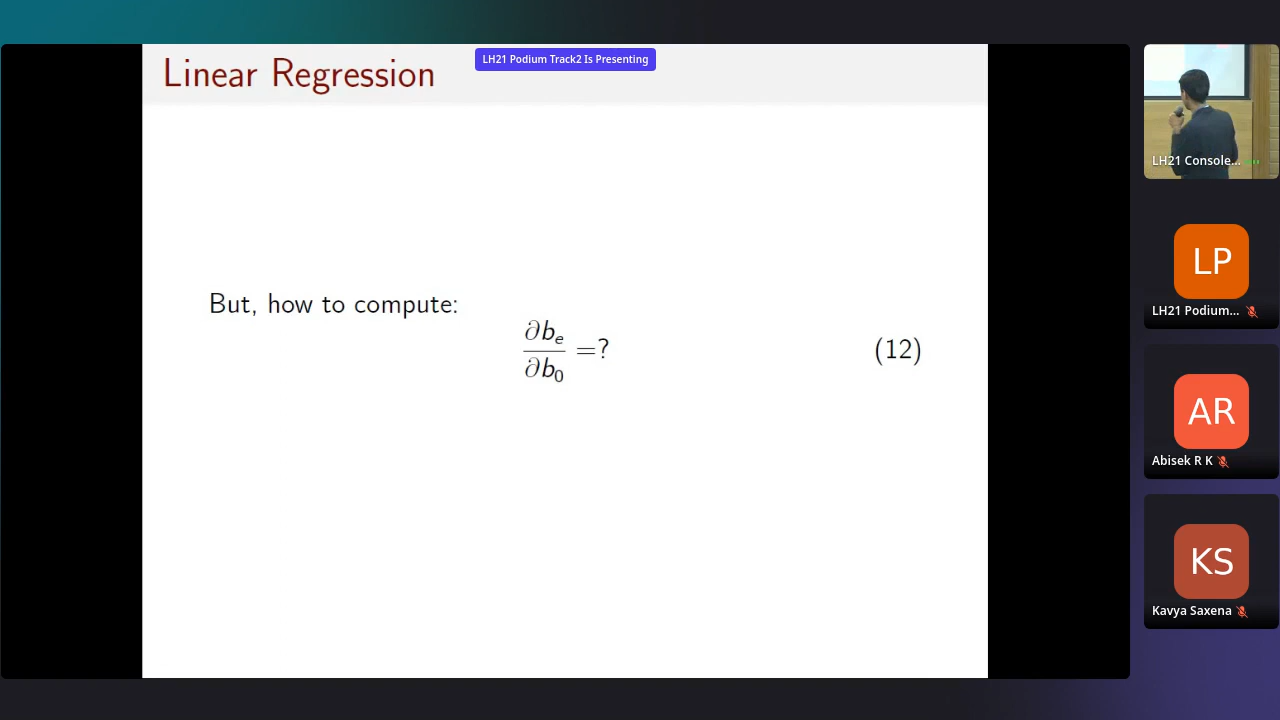 Linear Regression
LH21 Podium Track2 Is Presenting
But, how to compute:
∂b_e/∂b_0 =? (12)
LH21 Console...
LP
LH21 Podium...
AR
Abisek R K
KS
Kavya Saxena